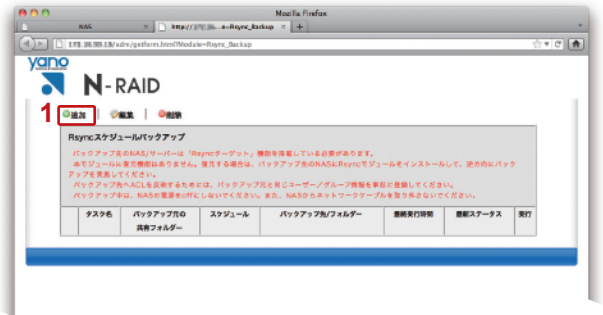 Mozilla Firefox
NAS
http://
e=Rsync_Backup
/adm/getform.html?Module=Rsync_Backup
yano
N-RAID
1
追加
編集
削除
Rsyncスケジュールバックアップ
バックアップ先のNAS/サーバーは「Rsyncターゲット」機能を搭載している必要があります。
本モジュールに復元機能はありません。復元する場合は、バックアップ先のNASにRsyncモジュールをインストールして、逆方向にバック
アップを実施してください。
バックアップ先へACLを反映するためには、バックアップ元と同じユーザー/グループ情報を事前に登録してください。
バックアップ中は、NASの電源をoffにしないでください。また、NASからネットワークケーブルを取り外さないでください。
タスク名
バックアップ元の
共有フォルダー
スケジュール
バックアップ先/フォルダー
最終実行時間
最新ステータス
実行